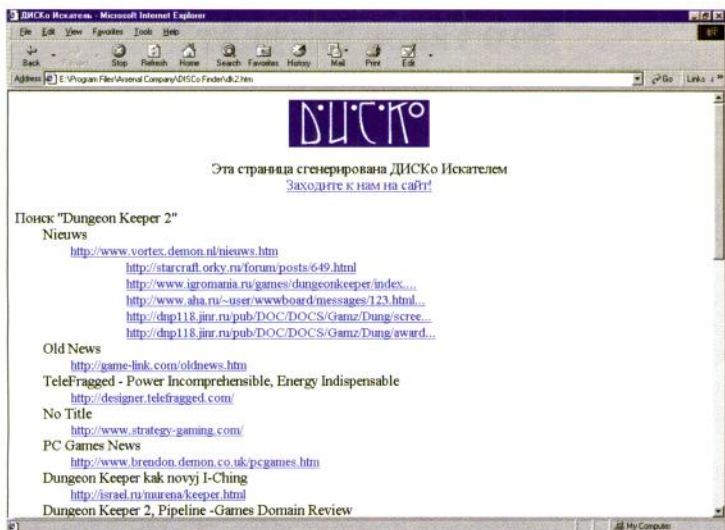 ДИСКо Искатель - Microsoft Internet Explorer
File Edit View Favorites Tools Help
Back Forward Stop Refresh Home Search Favorites History Mail Print Edit
Address E:\Program Files\Arsenal Company\DISCo Finder\dk2.htm Go Links
Д·И·С·К°
Эта страница сгенерирована ДИСКо Искателем
Заходите к нам на сайт!
Поиск "Dungeon Keeper 2"
Nieuws
http://www.vortex.demon.nl/nieuws.htm
http://starcraft.orky.ru/forum/posts/649.html
http://www.igromania.ru/games/dungeonkeeper/index....
http://www.aha.ru/~user/wwwboard/messages/123.html...
http://dnp118.jinr.ru/pub/DOC/DOCS/Gamz/Dung/scree...
http://dnp118.jinr.ru/pub/DOC/DOCS/Gamz/Dung/award...
Old News
http://game-link.com/oldnews.htm
TeleFragged - Power Incomprehensible, Energy Indispensable
http://designer.telefragged.com/
No Title
http://www.strategy-gaming.com/
PC Games News
http://www.brendon.demon.co.uk/pcgames.htm
Dungeon Keeper kak novyj I-Ching
http://israel.ru/murena/keeper.html
Dungeon Keeper 2, Pipeline -Games Domain Review
My Computer